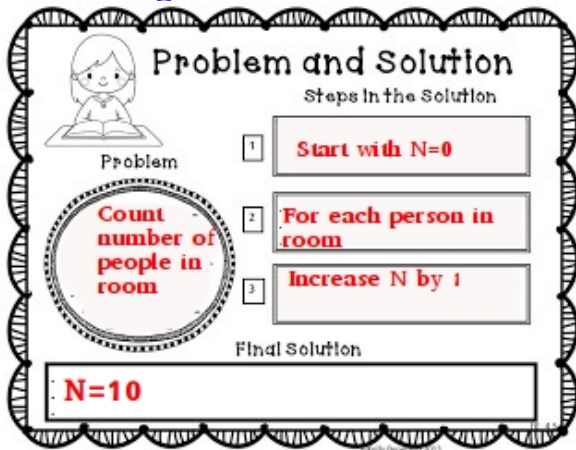 Problem and Solution
Steps in the Solution
1
Start with N=0
Problem
Count
number of
people in
room
2
For each person in
room
3
Increase N by 1
Final Solution
N=10